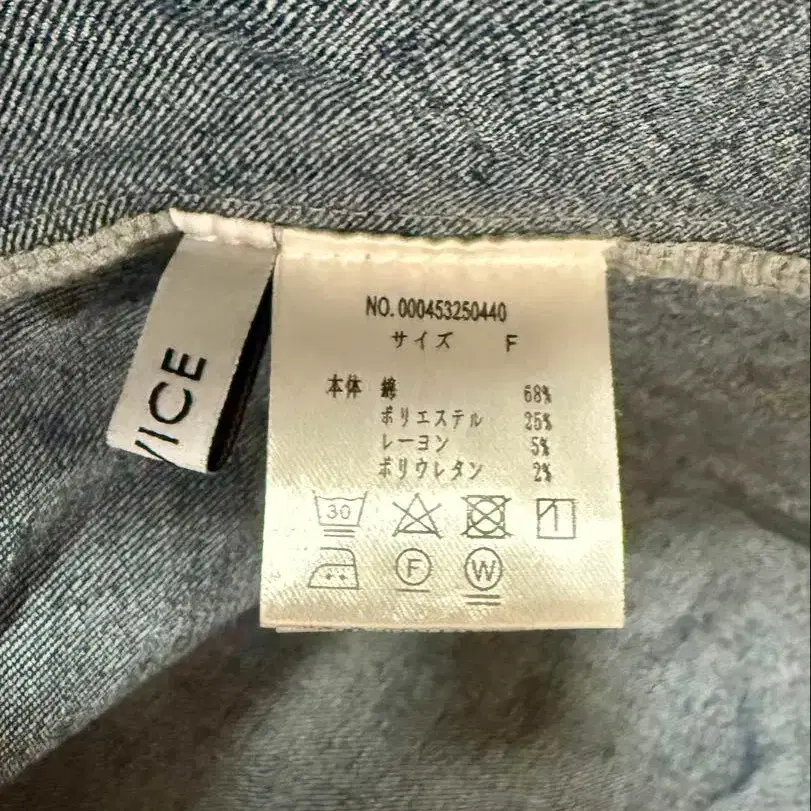 NO. 000453250440
サイズ F
本体 綿 68%
ポリエステル 25%
レーヨン 5%
ポリウレタン 2%
30
F W
VICE